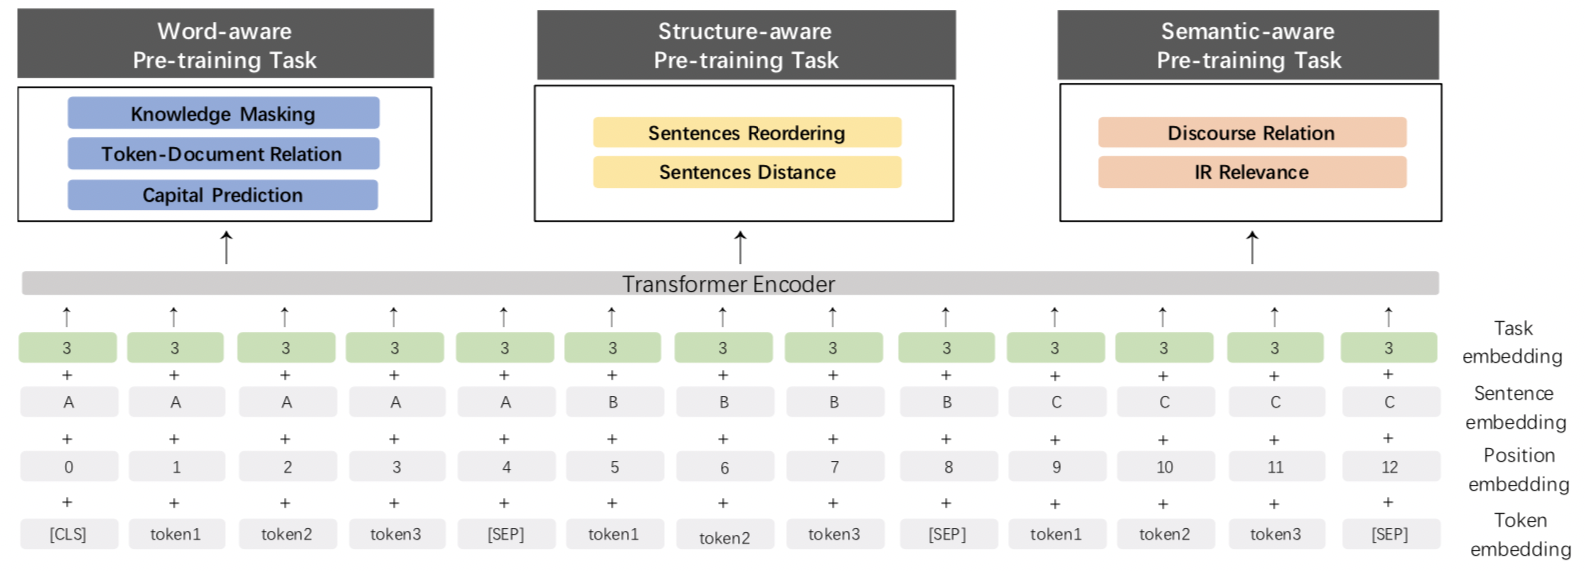 Word-aware
Pre-training Task
Structure-aware
Pre-training Task
Semantic-aware
Pre-training Task
Knowledge Masking
Token-Document Relation
Capital Prediction
Sentences Reordering
Sentences Distance
Discourse Relation
IR Relevance
Transformer Encoder
3 3 3 3 3 3 3 3 3 3 3 3 3
Task
embedding
+ + + + + + + + + + + + +
A A A A A B B B B C C C C
Sentence
embedding
+ + + + + + + + + + + + +
0 1 2 3 4 5 6 7 8 9 10 11 12
Position
embedding
+ + + + + + + + + + + + +
[CLS] token1 token2 token3 [SEP] token1 token2 token3 [SEP] token1 token2 token3 [SEP]
Token
embedding